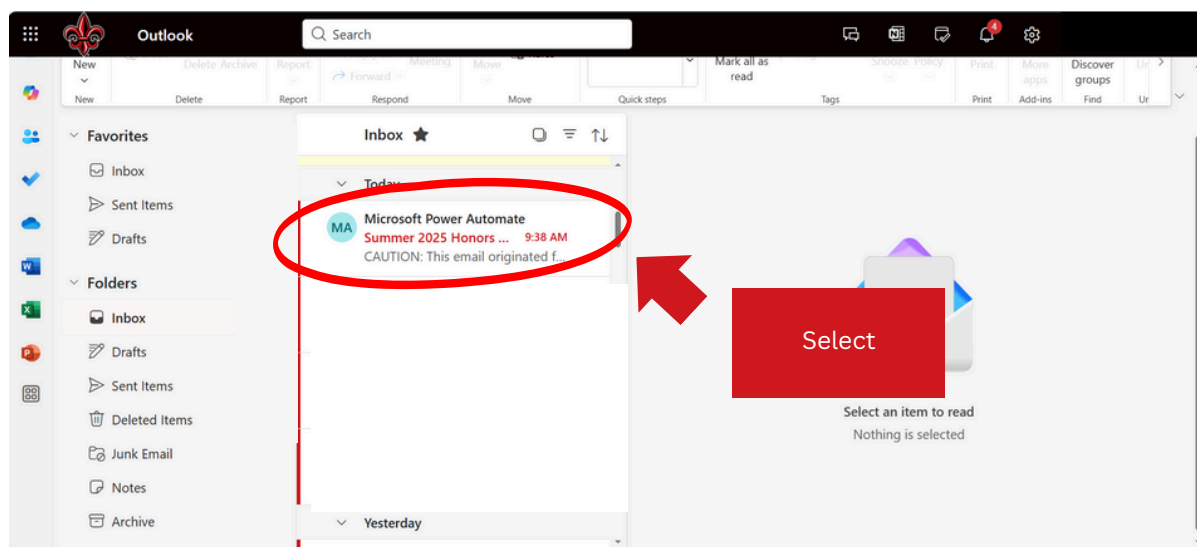 Outlook
Search
4
New
Delete Archive
Report
Meeting
Forward
Move
Mark all as
read
Snooze Policy
Print
More
apps
Discover
groups
New
Delete
Report
Respond
Move
Quick steps
Tags
Print
Add-ins
Find
Ur
Favorites
Inbox
Sent Items
Drafts
Folders
Inbox
Drafts
Sent Items
Deleted Items
Junk Email
Notes
Archive
Inbox
Today
MA
Microsoft Power Automate
Summer 2025 Honors ... 9:38 AM
CAUTION: This email originated f...
Yesterday
Select
Select an item to read
Nothing is selected